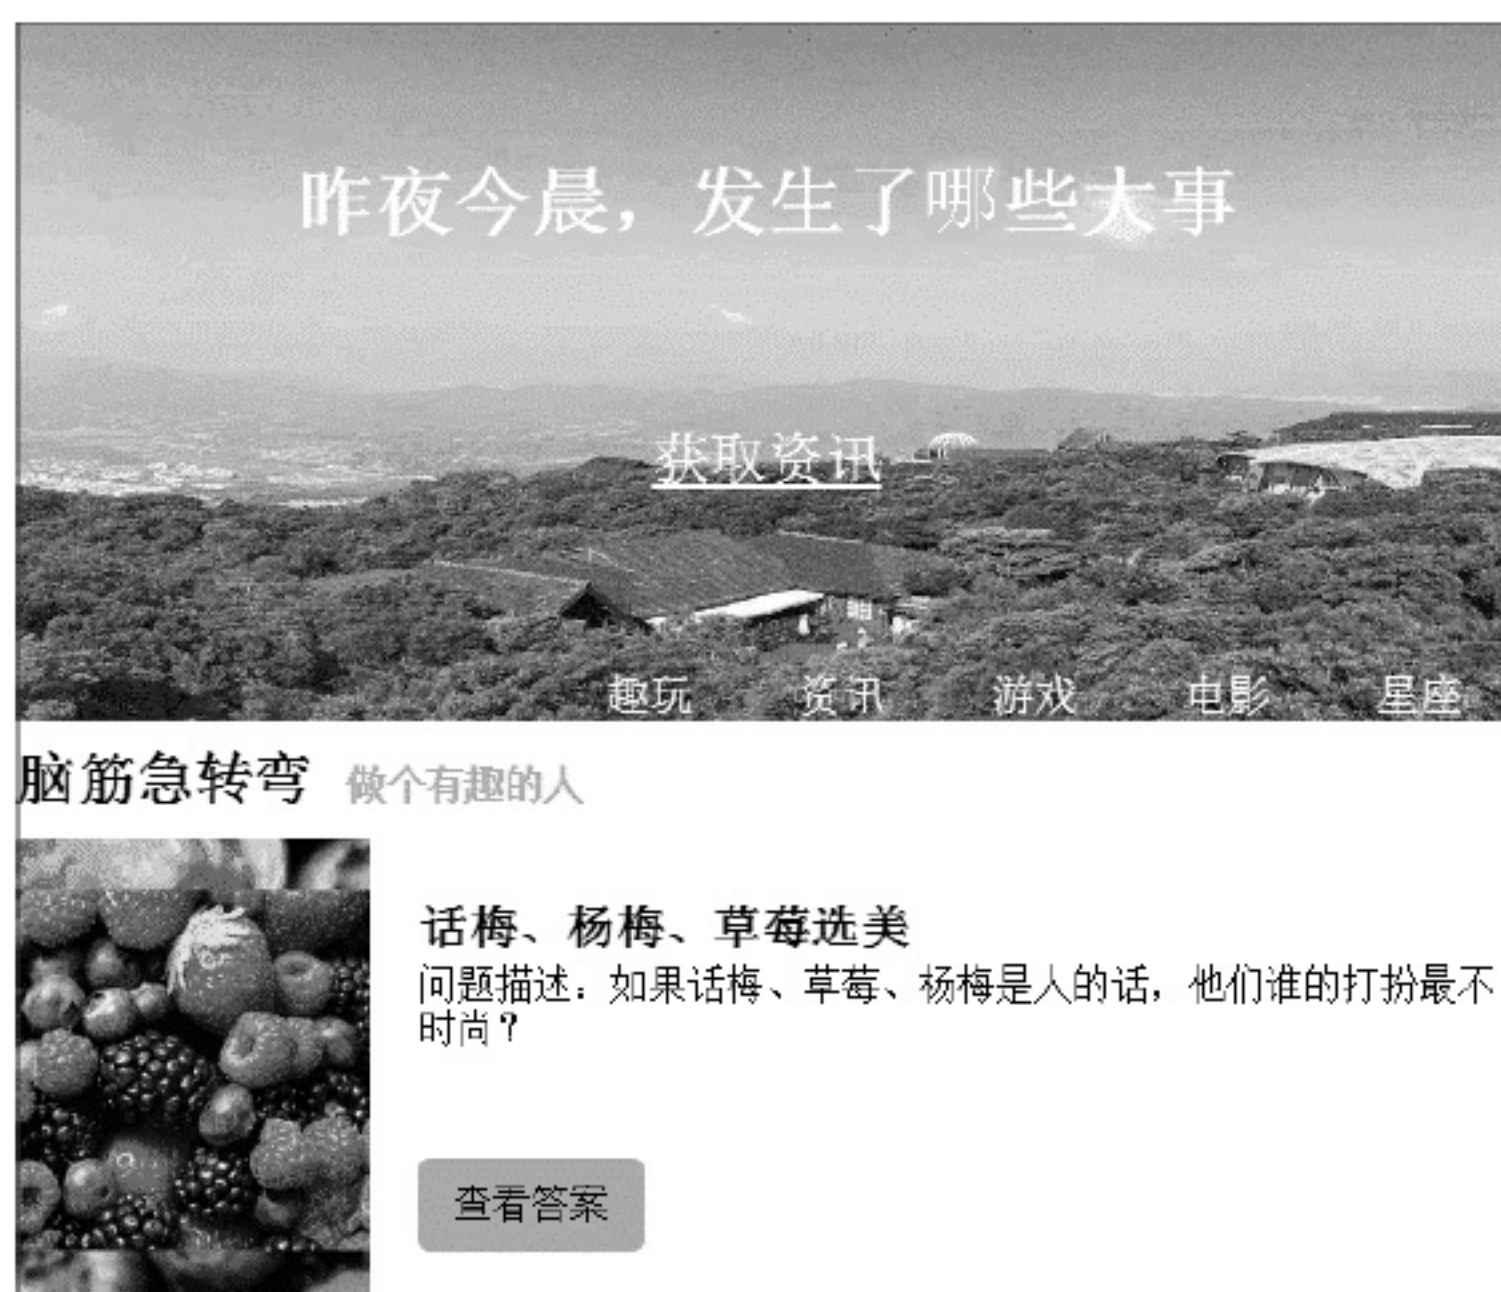 昨夜今晨，发生了哪些大事
获取资讯
趣玩 资讯 游戏 电影 星座
脑筋急转弯 做个有趣的人
话梅、杨梅、草莓选美
问题描述：如果话梅、草莓、杨梅是人的话，他们谁的打扮最不
时尚？
查看答案